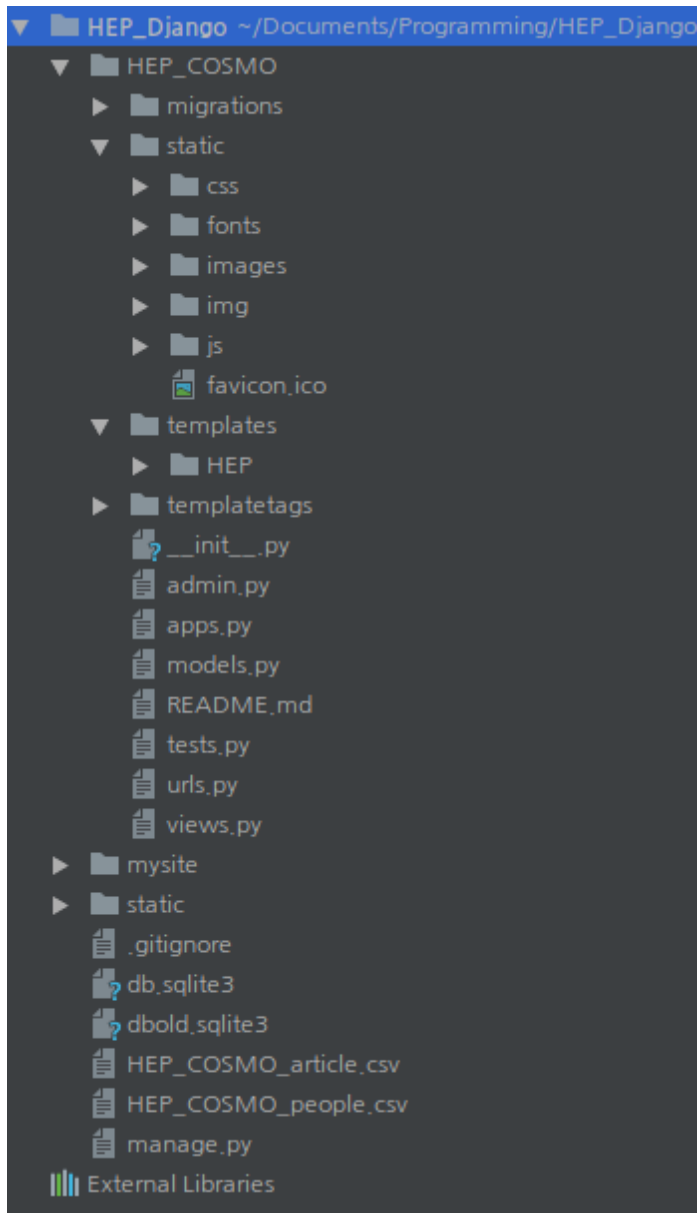 HEP_Django ~/Documents/Programming/HEP_Django
HEP_COSMO
migrations
static
css
fonts
images
img
js
favicon.ico
templates
HEP
templatetags
__init__.py
admin.py
apps.py
models.py
README.md
tests.py
urls.py
views.py
mysite
static
.gitignore
db.sqlite3
dbold.sqlite3
HEP_COSMO_article.csv
HEP_COSMO_people.csv
manage.py
External Libraries